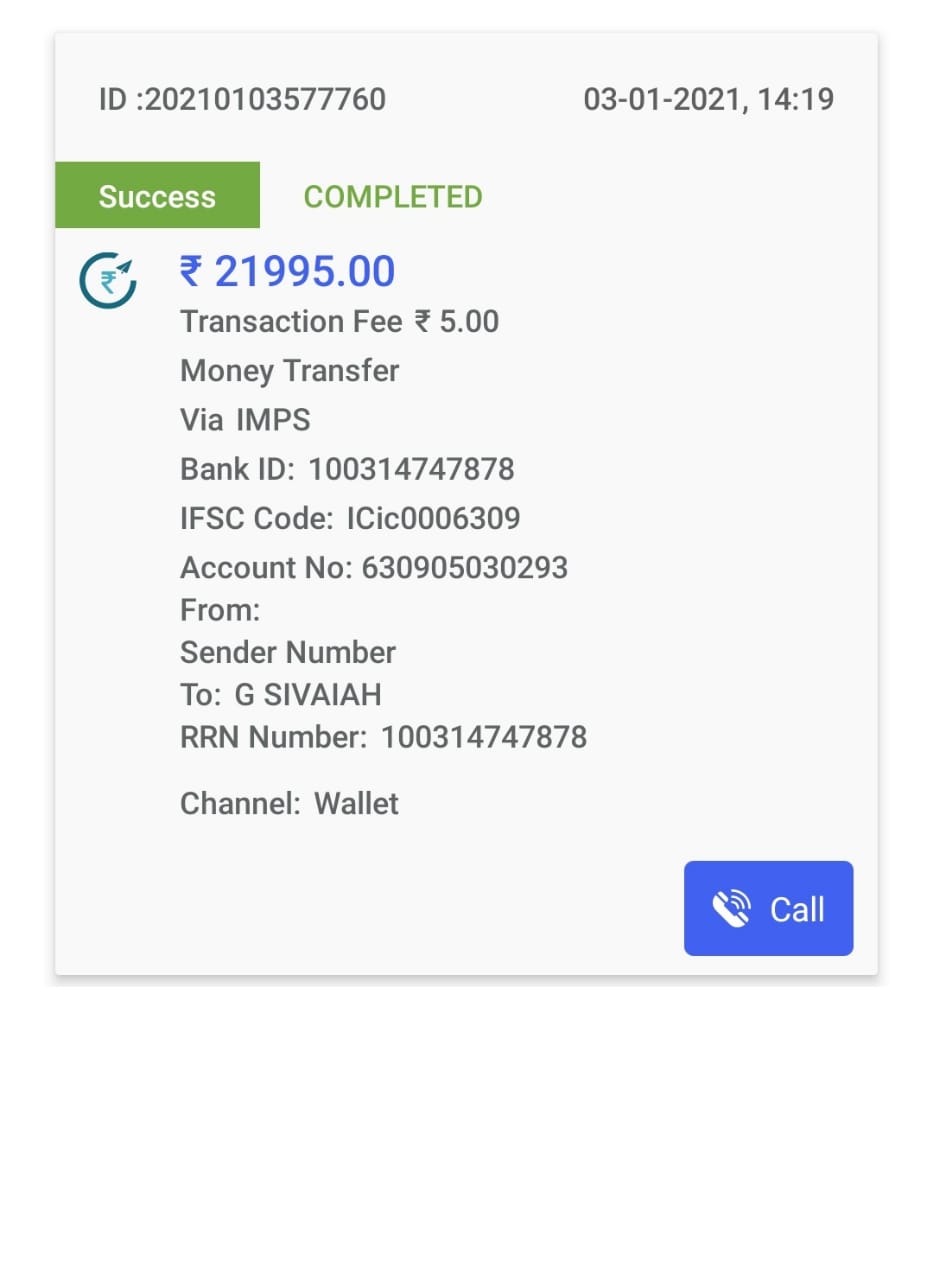 ID :20210103577760 03-01-2021, 14:19
Success COMPLETED
₹ 21995.00
Transaction Fee ₹ 5.00
Money Transfer
Via IMPS
Bank ID: 100314747878
IFSC Code: ICic0006309
Account No: 630905030293
From:
Sender Number
To: G SIVAIAH
RRN Number: 100314747878
Channel: Wallet
Call